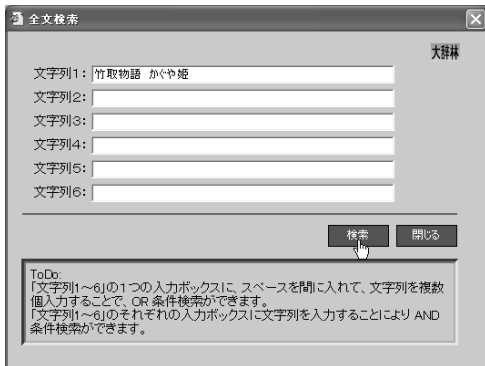 全文検索
大辞林
文字列1: 竹取物語 かぐや姫
文字列2:
文字列3:
文字列4:
文字列5:
文字列6:
検索 閉じる
ToDo:
「文字列1～6」の1つの入力ボックスに、スペースを間に入れて、文字列を複数
個入力することで、OR 条件検索ができます。
「文字列1～6」のそれぞれの入力ボックスに文字列を入力することにより AND
条件検索ができます。